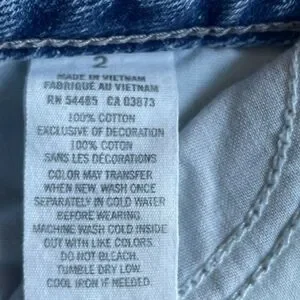 2
MADE IN VIETNAM
FABRIQUÉ AU VIETNAM
RN 54485 CA 03873
100% COTTON
EXCLUSIVE OF DECORATION
100% COTON
SANS LES DÉCORATIONS
COLOR MAY TRANSFER
WHEN NEW. WASH ONCE
SEPARATELY IN COLD WATER
BEFORE WEARING
MACHINE WASH COLD INSIDE
OUT WITH LIKE COLORS
DO NOT BLEACH.
TUMBLE DRY LOW.
COOL IRON IF NEEDED.